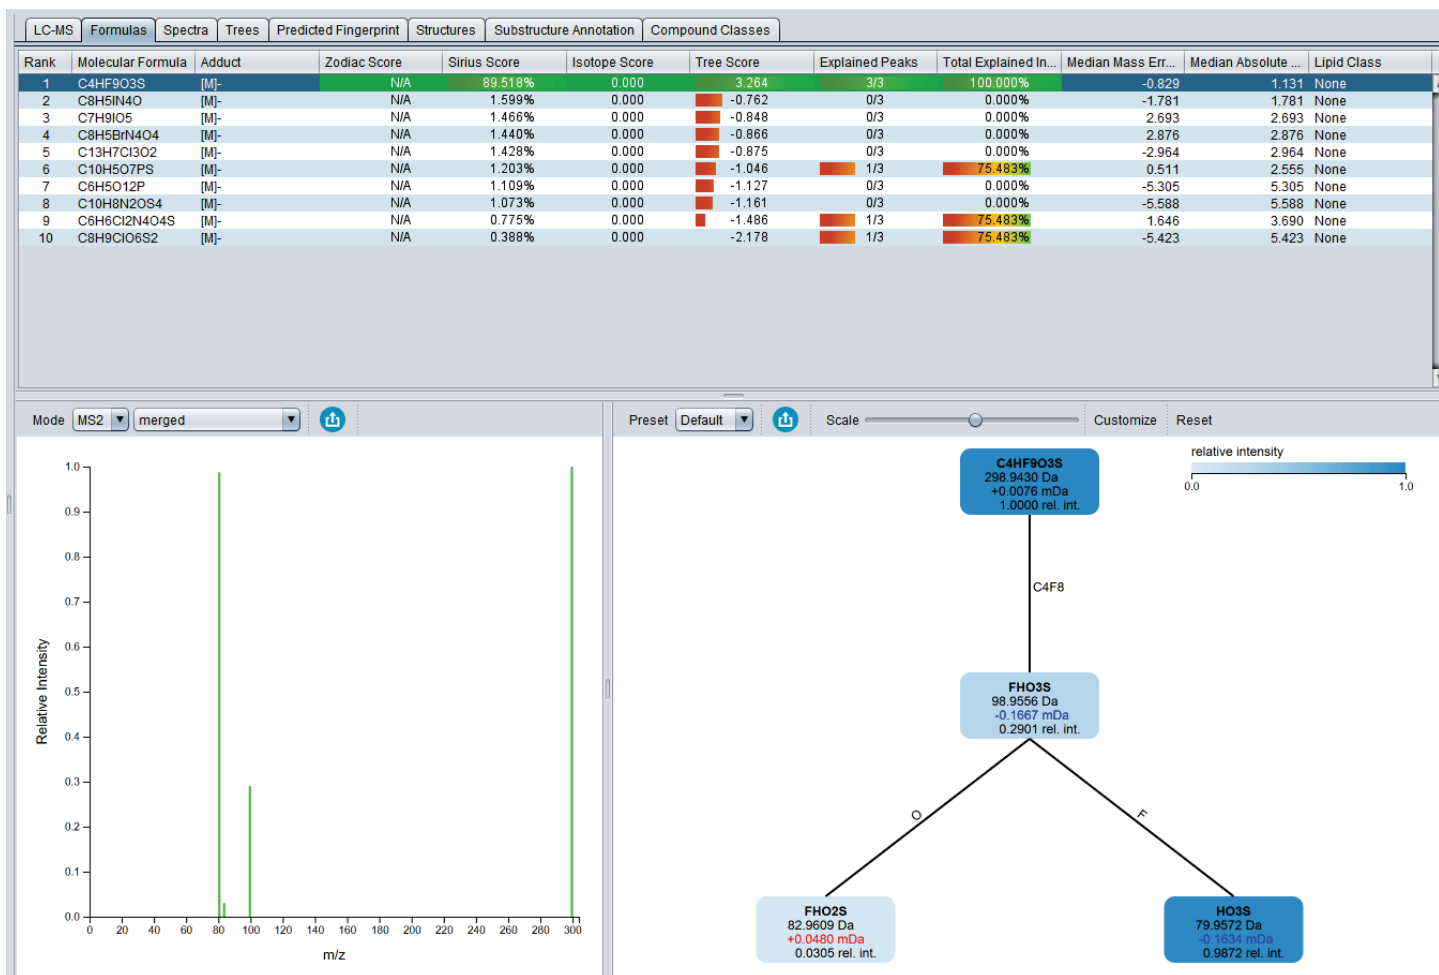 LC-MS Formulas Spectra Trees Predicted Fingerprint Structures Substructure Annotation Compound Classes
Rank Molecular Formula Adduct Zodiac Score Sirius Score Isotope Score Tree Score Explained Peaks Total Explained In... Median Mass Err... Median Absolute ... Lipid Class
1 C4HF9O3S [M]- N/A 89.518% 0.000 3.264 3/3 100.000% -0.829 1.131 None
2 C8H5IN4O [M]- N/A 1.599% 0.000 -0.762 0/3 0.000% -1.781 1.781 None
3 C7H9IO5 [M]- N/A 1.466% 0.000 -0.848 0/3 0.000% 2.693 2.693 None
4 C8H5BrN4O4 [M]- N/A 1.440% 0.000 -0.866 0/3 0.000% 2.876 2.876 None
5 C13H7Cl3O2 [M]- N/A 1.428% 0.000 -0.875 0/3 0.000% -2.964 2.964 None
6 C10H5O7PS [M]- N/A 1.203% 0.000 -1.046 1/3 75.483% 0.511 2.555 None
7 C6H5O12P [M]- N/A 1.109% 0.000 -1.127 0/3 0.000% -5.305 5.305 None
8 C10H8N2OS4 [M]- N/A 1.073% 0.000 -1.161 0/3 0.000% -5.588 5.588 None
9 C6H6Cl2N4O4S [M]- N/A 0.775% 0.000 -1.486 1/3 75.483% 1.646 3.690 None
10 C8H9ClO6S2 [M]- N/A 0.388% 0.000 -2.178 1/3 75.483% -5.423 5.423 None
Mode MS2 merged
Preset Default Scale Customize Reset
1.0
0.9
0.8
0.7
0.6
0.5
0.4
0.3
0.2
0.1
0.0
Relative Intensity
0 20 40 60 80 100 120 140 160 180 200 220 240 260 280 300
m/z
relative intensity
0.0 1.0
C4HF9O3S
298.9430 Da
+0.0076 mDa
1.0000 rel. int.
C4F8
FHO3S
98.9556 Da
-0.1667 mDa
0.2901 rel. int.
O F
FHO2S
82.9609 Da
+0.0480 mDa
0.0305 rel. int.
HO3S
79.9572 Da
-0.1634 mDa
0.9872 rel. int.